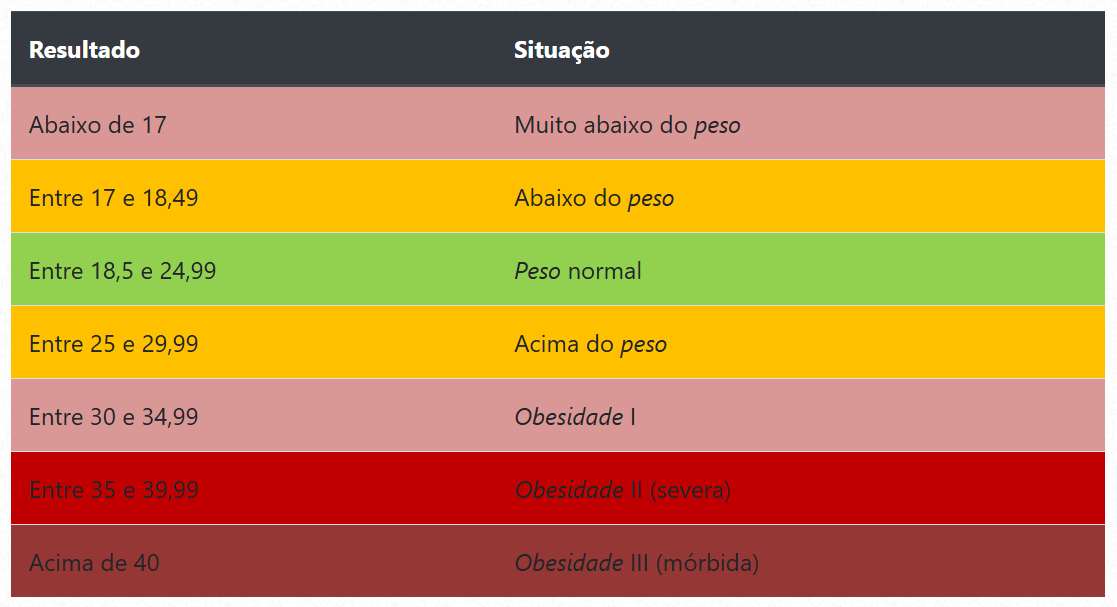 Resultado Situação
Abaixo de 17 Muito abaixo do peso
Entre 17 e 18,49 Abaixo do peso
Entre 18,5 e 24,99 Peso normal
Entre 25 e 29,99 Acima do peso
Entre 30 e 34,99 Obesidade I
Entre 35 e 39,99 Obesidade II (severa)
Acima de 40 Obesidade III (mórbida)